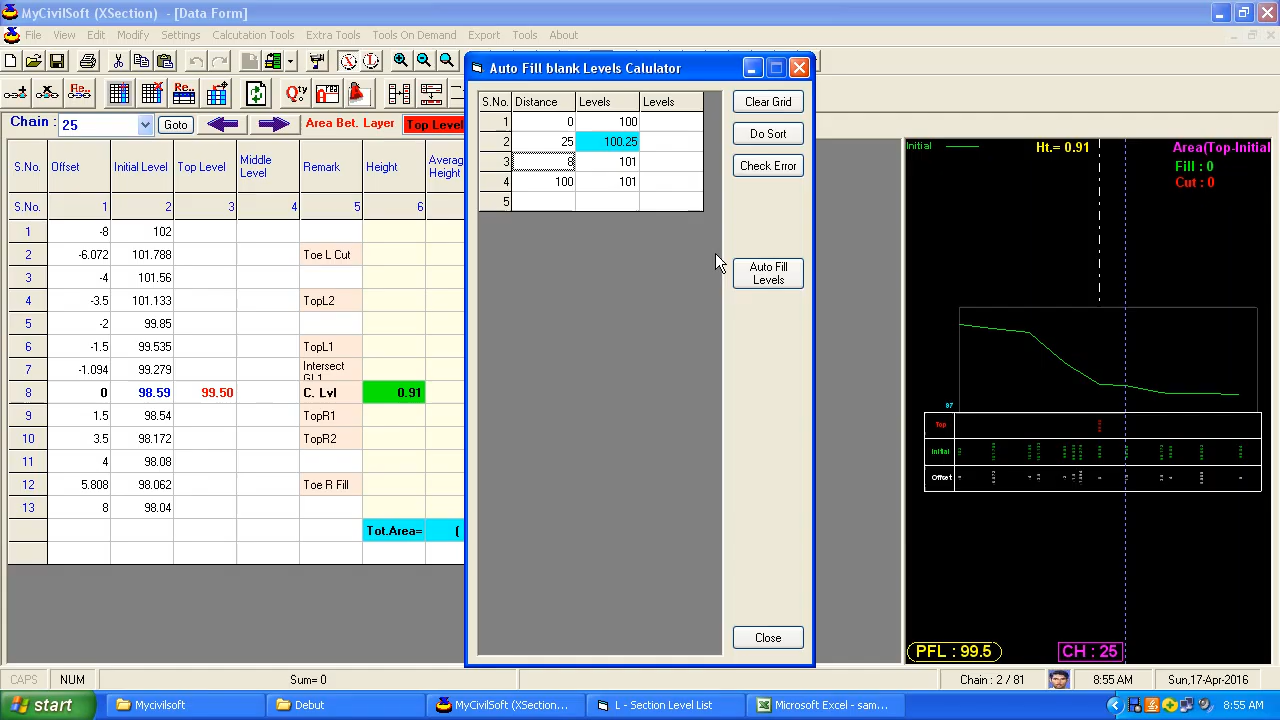 MyCivilSoft (XSection) - [Data Form]
File View Edit Modify Settings Calcutation Tools Extra Tools Tools On Demand Export Tools About
Chain : 25 Goto Area Bet. Layer Top Level
S.No. Offset Initial Level Top Level Middle Level Remark Height Average Height
S.No. 1 2 3 4 5 6
1 -8 102
2 -6.072 101.788 Toe L Cut
3 -4 101.56
4 -3.5 101.133 TopL2
5 -2 99.85
6 -1.5 99.535 TopL1
7 -1.094 99.279 Intersect GL1
8 0 98.59 99.50 C. Lvl 0.91
9 1.5 98.54 TopR1
10 3.5 98.172 TopR2
11 4 98.08
12 5.808 98.062 Toe R Fill
13 8 98.04
Tot.Area= (
Auto Fill blank Levels Calulator
S.No. Distance Levels Levels
1 0 100
2 25 100.25
3 8 101
4 100 101
5
Clear Grid
Do Sort
Check Error
Auto Fill Levels
Close
Initial Ht.= 0.91 Area(Top-Initial
Fill : 0
Cut : 0
97
Top
Initial
Offset
PFL : 99.5 CH : 25
CAPS NUM Sum= 0 Chain : 2 / 81 8:55 AM Sun,17-Apr-2016
start Mycivilsoft Debut MyCivilSoft (XSection... L - Section Level List Microsoft Excel - sam... 8:55 AM